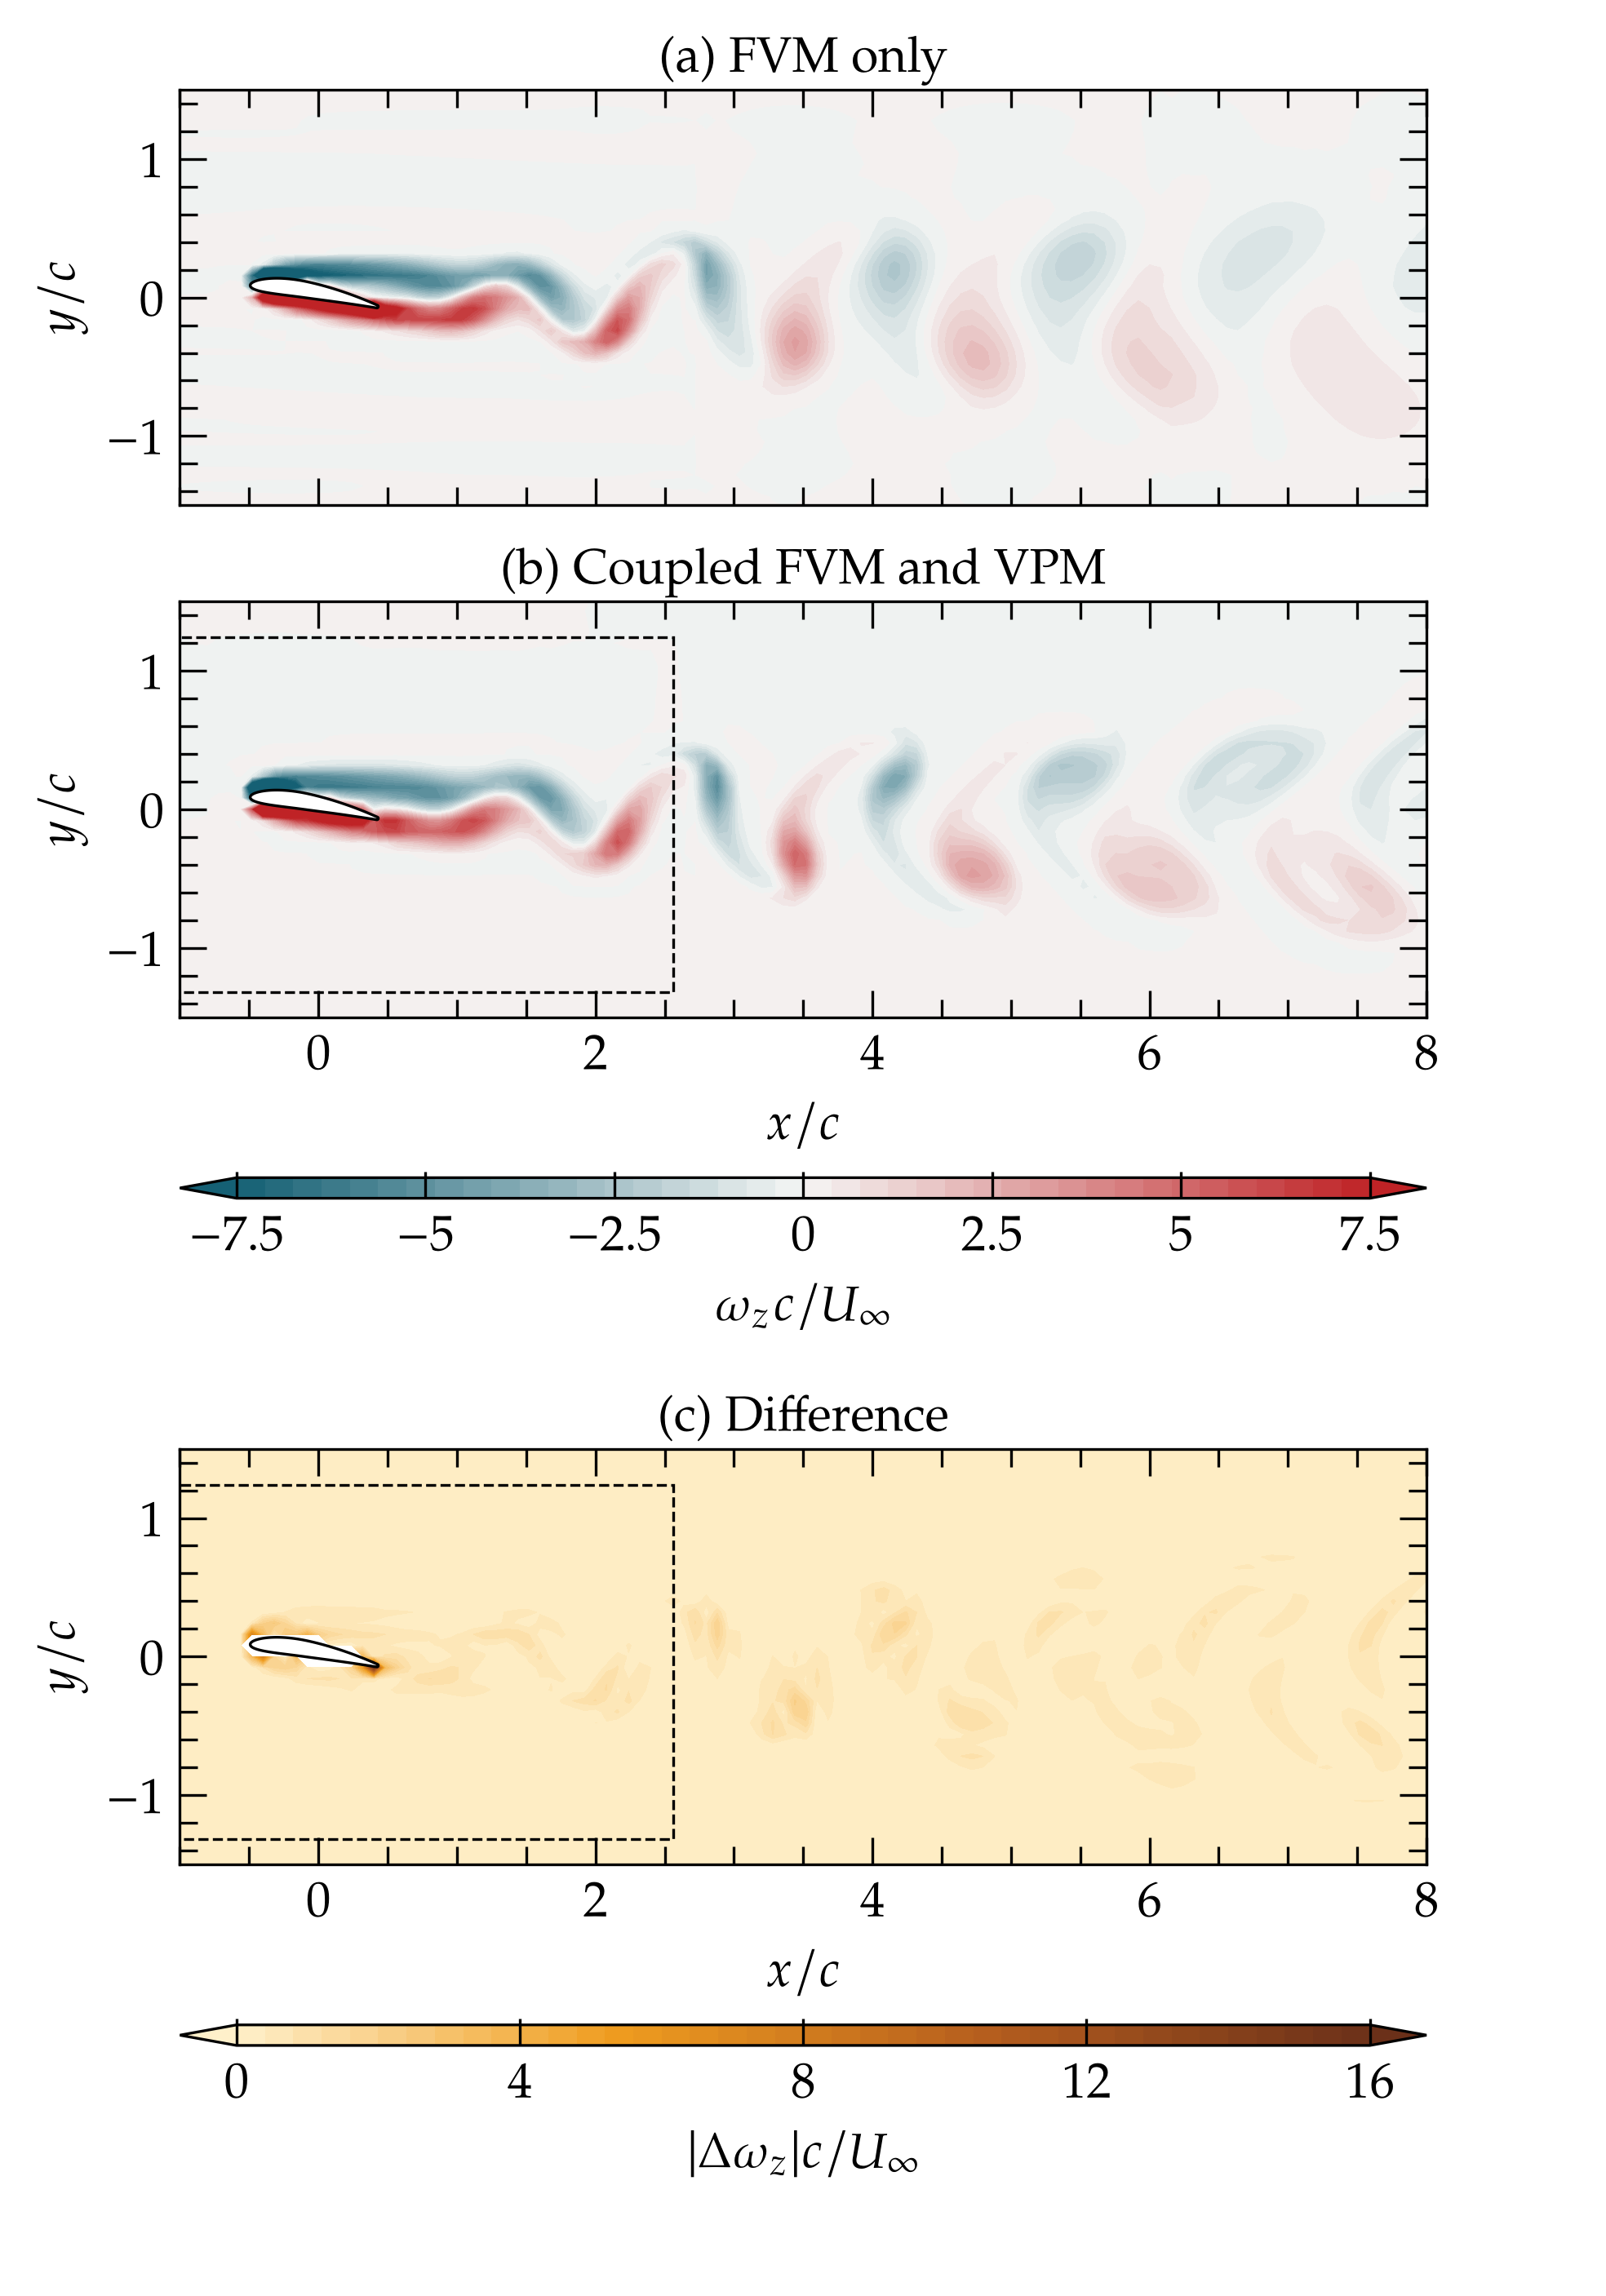 (a) FVM only
1
0
−1
y/c
(b) Coupled FVM and VPM
1
0
−1
y/c
0 2 4 6 8
x/c
−7.5 −5 −2.5 0 2.5 5 7.5
ω_z c/U_∞
(c) Difference
1
0
−1
y/c
0 2 4 6 8
x/c
0 4 8 12 16
|Δω_z|c/U_∞